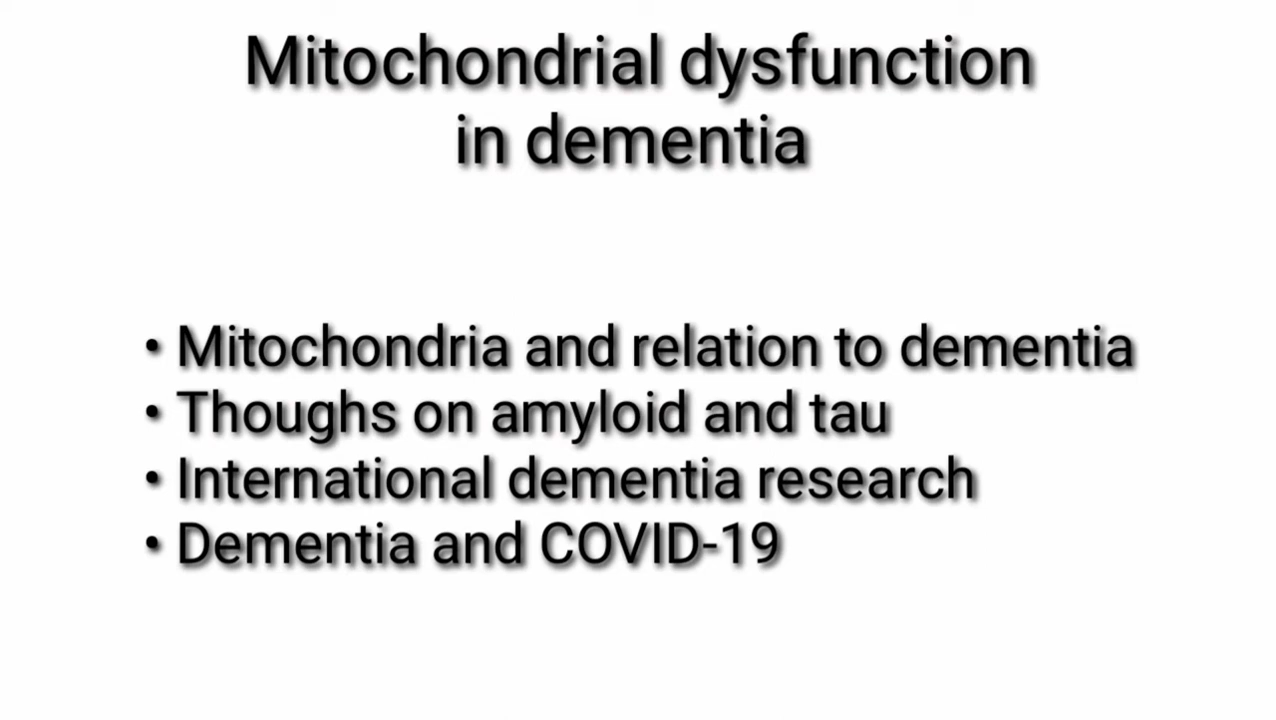 Mitochondrial dysfunction
in dementia
• Mitochondria and relation to dementia
• Thoughs on amyloid and tau
• International dementia research
• Dementia and COVID-19